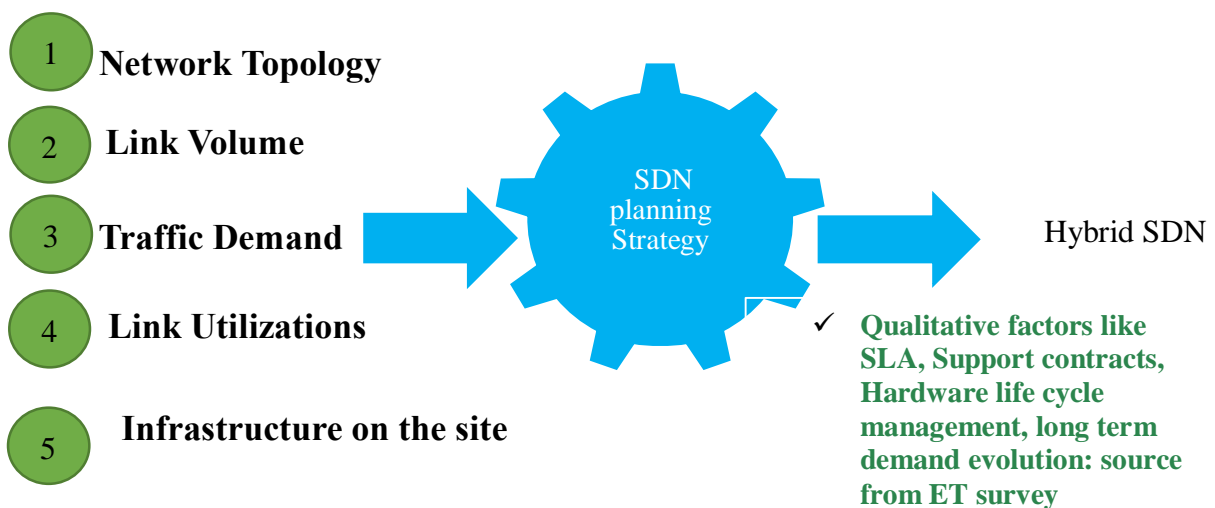 1
Network Topology
2
Link Volume
3
Traffic Demand
4
Link Utilizations
5
Infrastructure on the site
SDN
planning
Strategy
Hybrid SDN
✓ Qualitative factors like
SLA, Support contracts,
Hardware life cycle
management, long term
demand evolution: source
from ET survey